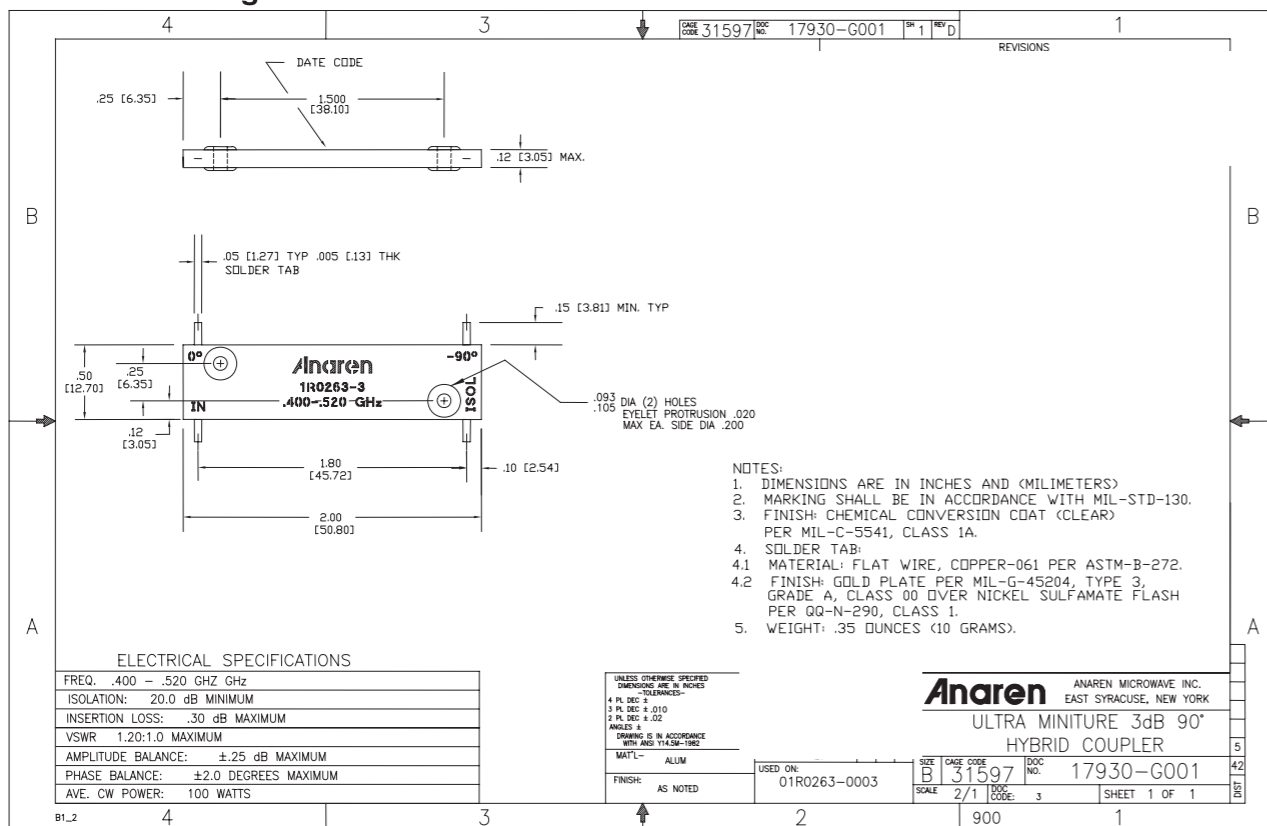 4 3 CAGE CODE 31597 DOC NO. 17930-G001 SH 1 REV D 1
REVISIONS
DATE CODE
.25 [6.35]
1.500
[38.10]
.12 [3.05] MAX.
B B
.05 [1.27] TYP .005 [.13] THK
SOLDER TAB
.15 [3.81] MIN. TYP
0° -90°
Anaren
1R0263-3
.400-.520 GHz
IN ISOL
.50
[12.70]
.25
[6.35]
.12
[3.05]
.093
.105 DIA (2) HOLES
EYELET PROTRUSION .020
MAX EA. SIDE DIA .200
1.80
[45.72]
.10 [2.54]
2.00
[50.80]
NOTES:
1. DIMENSIONS ARE IN INCHES AND (MILIMETERS)
2. MARKING SHALL BE IN ACCORDANCE WITH MIL-STD-130.
3. FINISH: CHEMICAL CONVERSION COAT (CLEAR)
PER MIL-C-5541, CLASS 1A.
4. SOLDER TAB:
4.1 MATERIAL: FLAT WIRE, COPPER-061 PER ASTM-B-272.
4.2 FINISH: GOLD PLATE PER MIL-G-45204, TYPE 3,
GRADE A, CLASS 00 OVER NICKEL SULFAMATE FLASH
PER QQ-N-290, CLASS 1.
5. WEIGHT: .35 OUNCES (10 GRAMS).
A A
ELECTRICAL SPECIFICATIONS
FREQ. .400 – .520 GHZ GHz
ISOLATION: 20.0 dB MINIMUM
INSERTION LOSS: .30 dB MAXIMUM
VSWR 1.20:1.0 MAXIMUM
AMPLITUDE BALANCE: ±.25 dB MAXIMUM
PHASE BALANCE: ±2.0 DEGREES MAXIMUM
AVE. CW POWER: 100 WATTS
UNLESS OTHERWISE SPECIFIED
DIMENSIONS ARE IN INCHES
-TOLERANCES-
4 PL DEC ±
3 PL DEC ±.010
2 PL DEC ±.02
ANGLES ±
DRAWING IS IN ACCORDANCE
WITH ANSI Y14.5M-1982
MAT'L- ALUM
FINISH: AS NOTED
USED ON:
01R0263-0003
Anaren
ANAREN MICROWAVE INC.
EAST SYRACUSE, NEW YORK
ULTRA MINITURE 3dB 90°
HYBRID COUPLER
SIZE B CAGE CODE 31597 DOC NO. 17930-G001
SCALE 2/1 DOC CODE: 3 SHEET 1 OF 1
5
42
DIST
B1_2 4 3 2 900 1